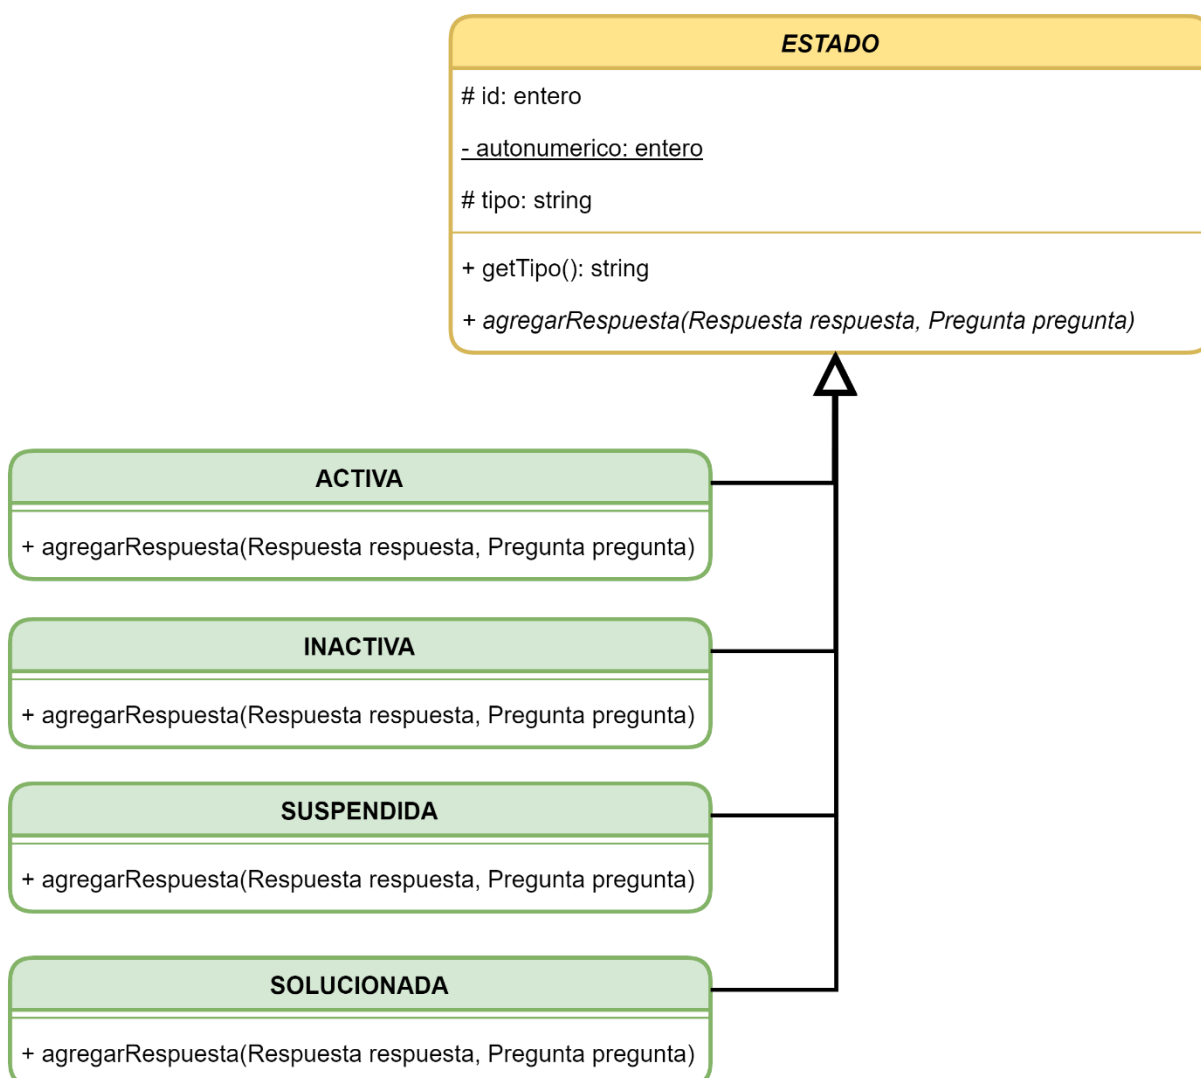 ESTADO
# id: entero
- autonumerico: entero
# tipo: string
+ getTipo(): string
+ agregarRespuesta(Respuesta respuesta, Pregunta pregunta)
ACTIVA
+ agregarRespuesta(Respuesta respuesta, Pregunta pregunta)
INACTIVA
+ agregarRespuesta(Respuesta respuesta, Pregunta pregunta)
SUSPENDIDA
+ agregarRespuesta(Respuesta respuesta, Pregunta pregunta)
SOLUCIONADA
+ agregarRespuesta(Respuesta respuesta, Pregunta pregunta)